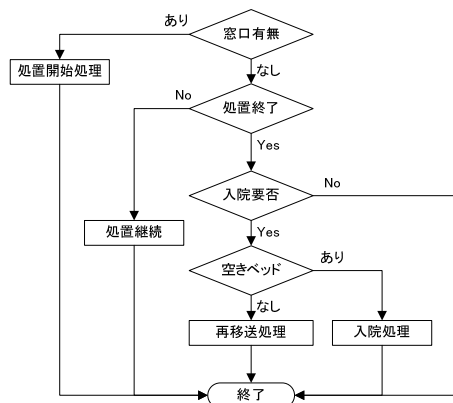 あり
窓口有無
処置開始処理
なし
No
処置終了
Yes
入院要否
No
処置継続
Yes
空きベッド
あり
なし
再移送処理
入院処理
終了